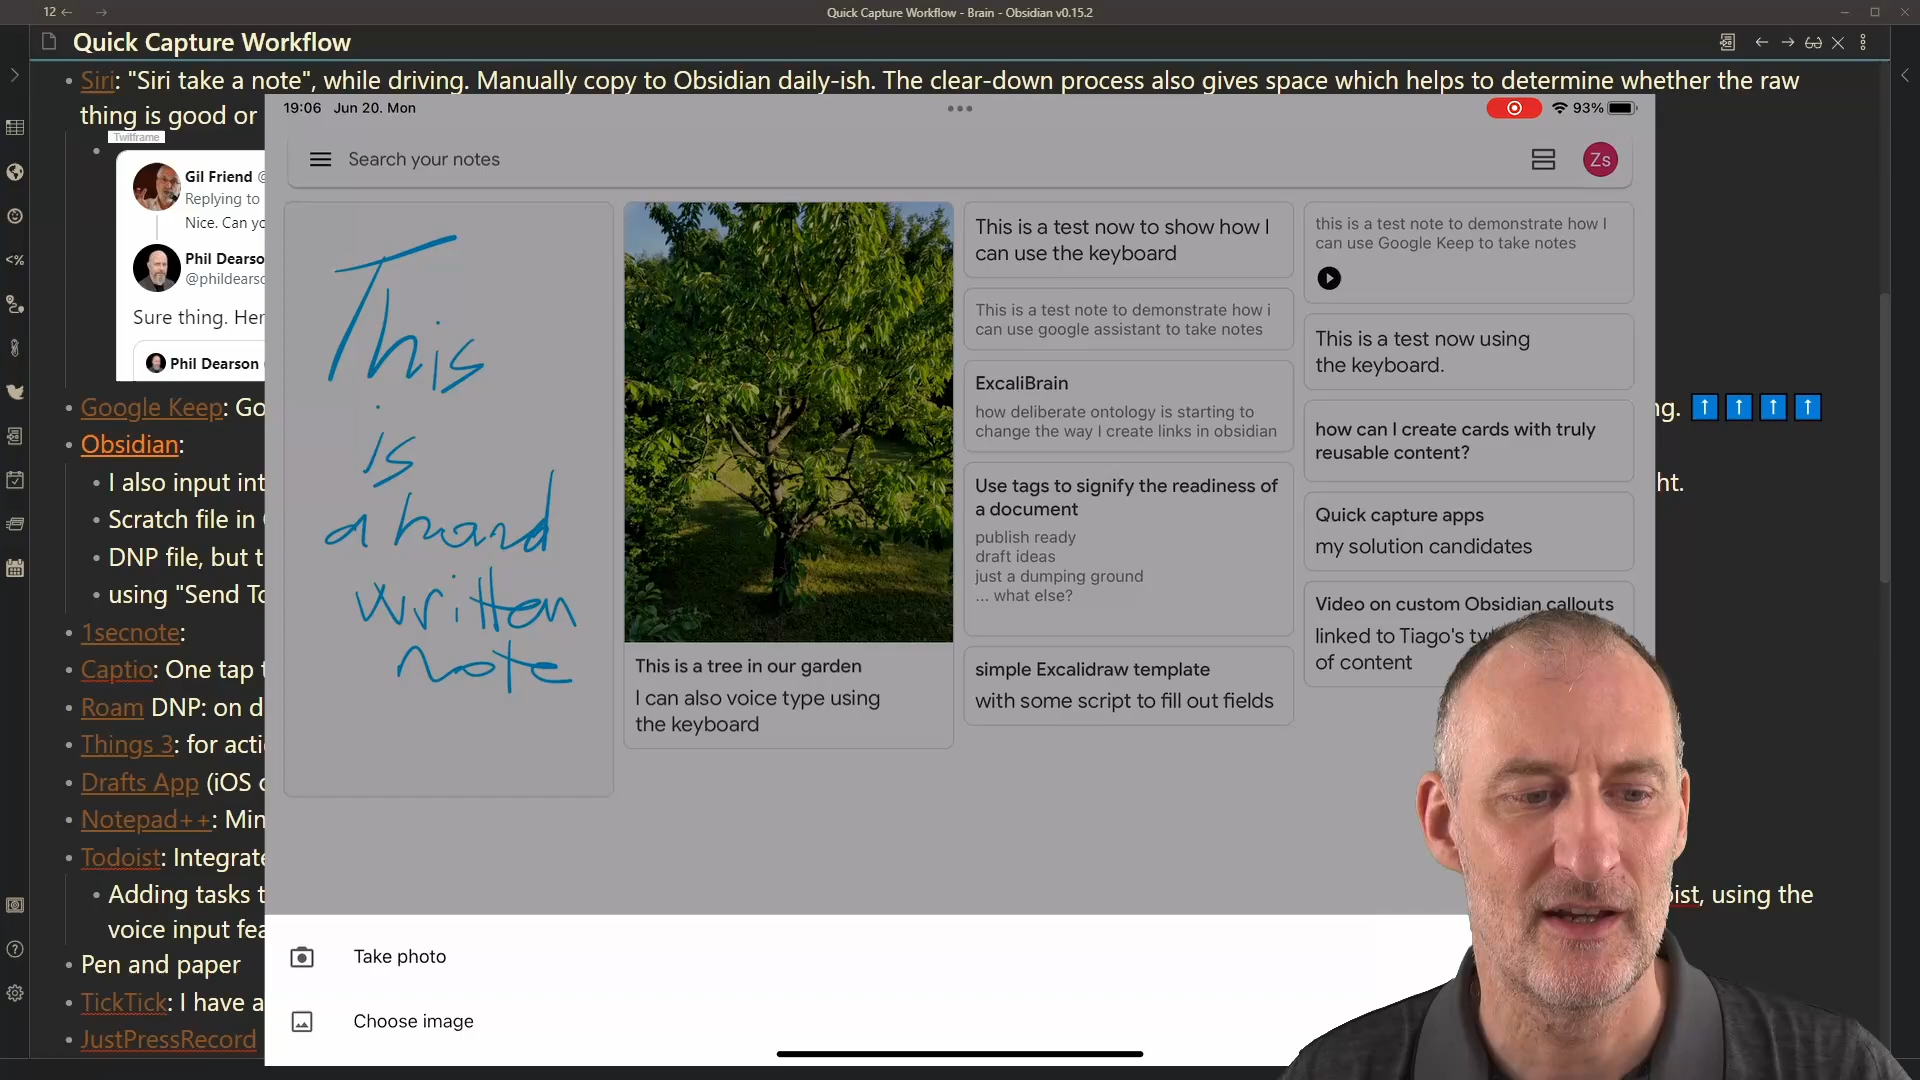 12
Quick Capture Workflow - Brain - Obsidian v0.15.2
Quick Capture Workflow
Siri: "Siri take a note", while driving. Manually copy to Obsidian daily-ish. The clear-down process also gives space which helps to determine whether the raw
thing is good or
Twitframe
Gil Friend
Replying to
Nice. Can yo
Phil Dearso
@phildearso
Sure thing. Her
Phil Dearson
Google Keep: Go
ng. ↑ ↑ ↑ ↑
Obsidian:
I also input int
ht.
Scratch file in
DNP file, but t
using "Send To
1secnote:
Captio: One tap t
Roam DNP: on d
Things 3: for acti
Drafts App (iOS
Notepad++: Min
Todoist: Integrate
Adding tasks t
ist, using the
voice input fea
Pen and paper
TickTick: I have a
JustPressRecord
19:06 Jun 20. Mon
93%
Search your notes
Zs
This
is
a hand
written
note
This is a tree in our garden
I can also voice type using
the keyboard
This is a test now to show how I
can use the keyboard
This is a test note to demonstrate how i
can use google assistant to take notes
ExcaliBrain
how deliberate ontology is starting to
change the way I create links in obsidian
Use tags to signify the readiness of
a document
publish ready
draft ideas
just a dumping ground
... what else?
simple Excalidraw template
with some script to fill out fields
this is a test note to demonstrate how I
can use Google Keep to take notes
This is a test now using
the keyboard.
how can I create cards with truly
reusable content?
Quick capture apps
my solution candidates
Video on custom Obsidian callouts
linked to Tiago's ty
of content
Take photo
Choose image